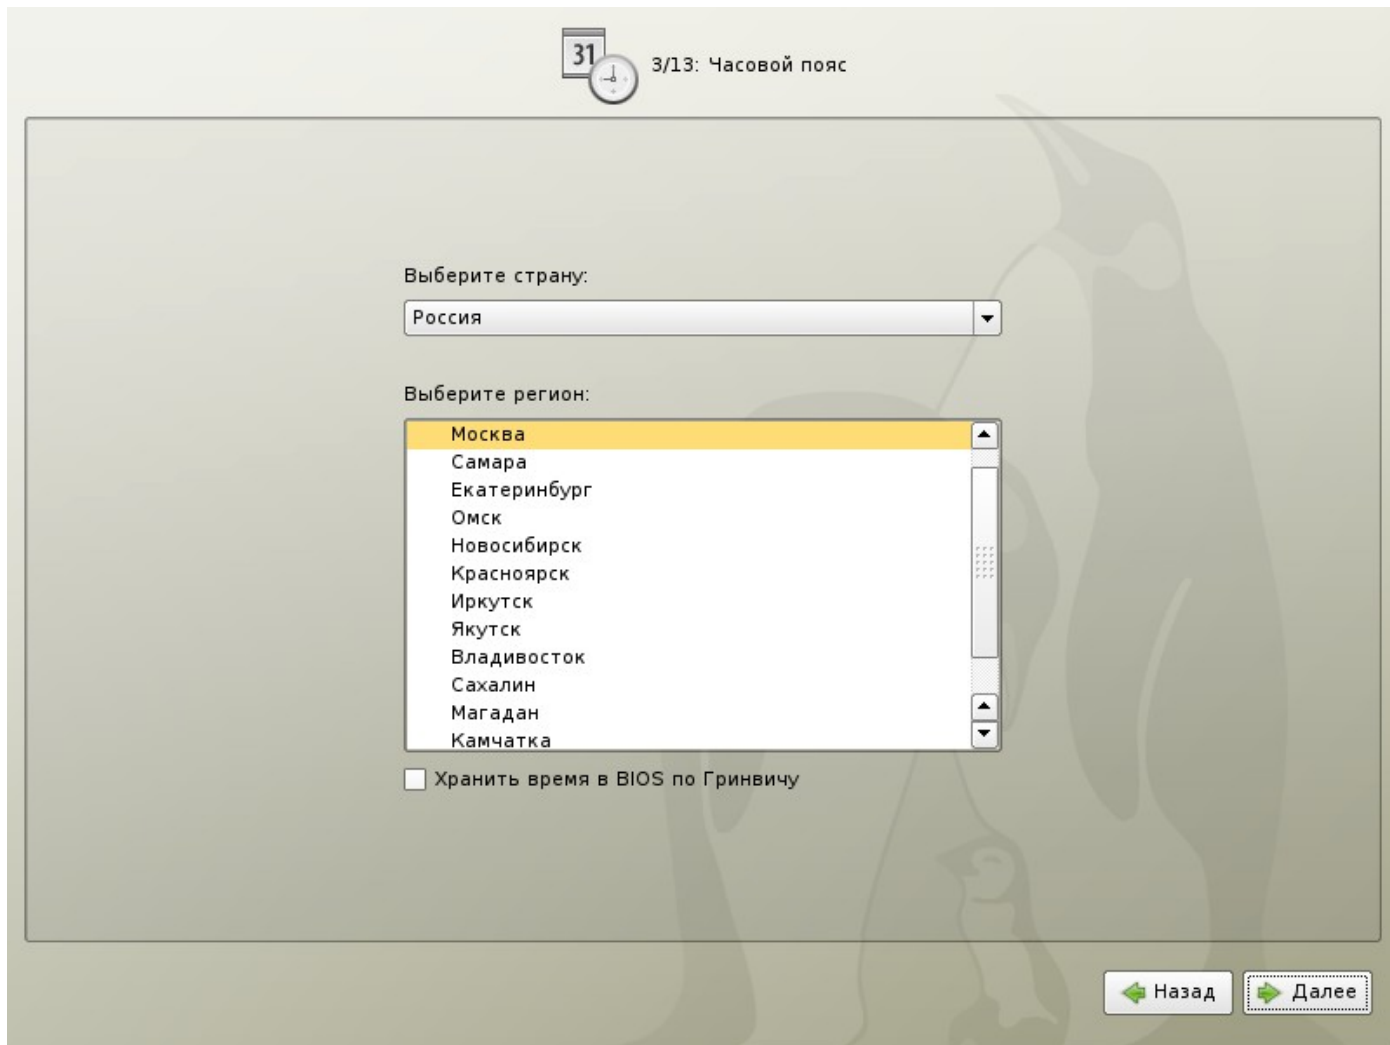 31
3/13: Часовой пояс
Выберите страну:
Россия
Выберите регион:
Москва
Самара
Екатеринбург
Омск
Новосибирск
Красноярск
Иркутск
Якутск
Владивосток
Сахалин
Магадан
Камчатка
Хранить время в BIOS по Гринвичу
Назад Далее